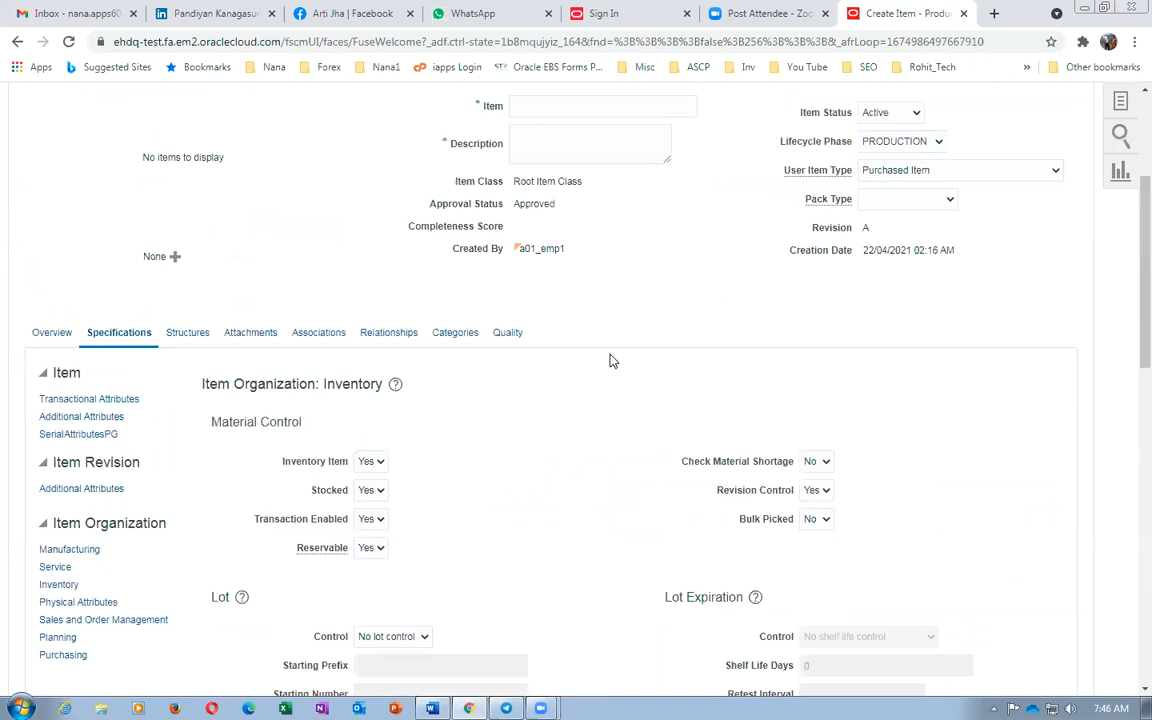 Inbox - nana.apps60 Pandiyan Kanagasur Arti Jha | Facebook WhatsApp Sign In Post Attendee - Zoo Create Item - Produ
ehdq-test.fa.em2.oraclecloud.com/fscmUI/faces/FuseWelcome?_adf.ctrl-state=1b8mqujyiz_164&fnd=%3B%3B%3B%3Bfalse%3B256%3B%3B%3B&_afrLoop=1674986497667910
Apps Suggested Sites Bookmarks Nana Forex Nana1 iapps Login Oracle EBS Forms P... Misc ASCP Inv You Tube SEO Rohit_Tech » Other bookmarks
* Item
Item Status Active
Lifecycle Phase PRODUCTION
* Description
No items to display
User Item Type Purchased Item
Item Class Root Item Class
Pack Type
Approval Status Approved
Completeness Score
Revision A
Created By a01_emp1
Creation Date 22/04/2021 02:16 AM
None
Overview Specifications Structures Attachments Associations Relationships Categories Quality
Item
Transactional Attributes
Additional Attributes
SerialAttributesPG
Item Revision
Additional Attributes
Item Organization
Manufacturing
Service
Inventory
Physical Attributes
Sales and Order Management
Planning
Purchasing
Item Organization: Inventory
Material Control
Inventory Item Yes
Stocked Yes
Transaction Enabled Yes
Reservable Yes
Check Material Shortage No
Revision Control Yes
Bulk Picked No
Lot
Control No lot control
Starting Prefix
Starting Number
Lot Expiration
Control No shelf life control
Shelf Life Days 0
Retest Interval
7:46 AM